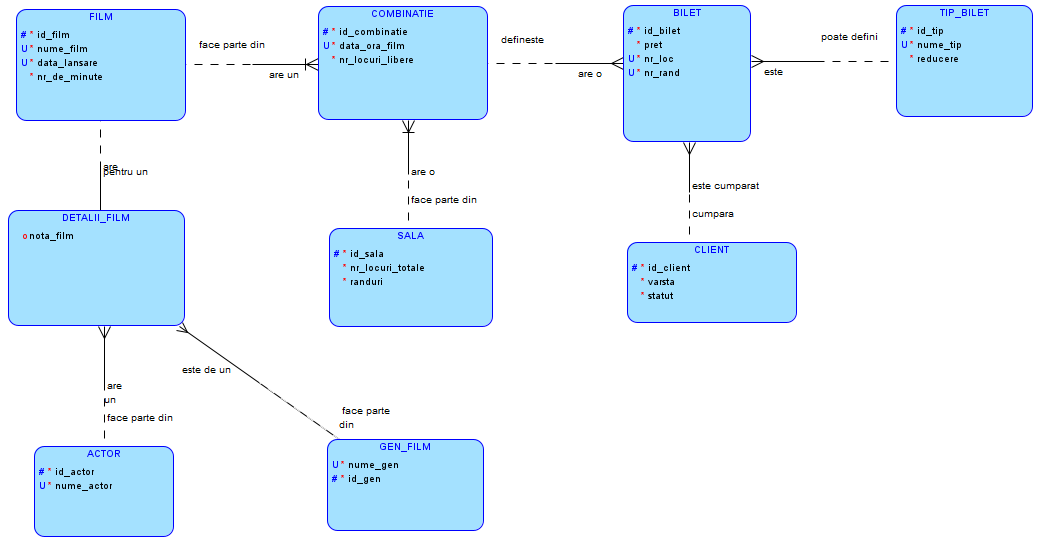 FILM
# * id_film
U * nume_film
U * data_lansare
* nr_de_minute
face parte din
are un
COMBINATIE
# * id_combinatie
U * data_ora_film
* nr_locuri_libere
defineste
are o
BILET
# * id_bilet
* pret
U * nr_loc
U * nr_rand
poate defini
este
TIP_BILET
# * id_tip
U * nume_tip
* reducere
are
pentru un
are o
face parte din
este cumparat
cumpara
DETALII_FILM
o nota_film
SALA
# * id_sala
* nr_locuri_totale
* randuri
CLIENT
# * id_client
* varsta
* statut
are
un
face parte din
este de un
face parte
din
ACTOR
# * id_actor
U * nume_actor
GEN_FILM
U * nume_gen
# * id_gen